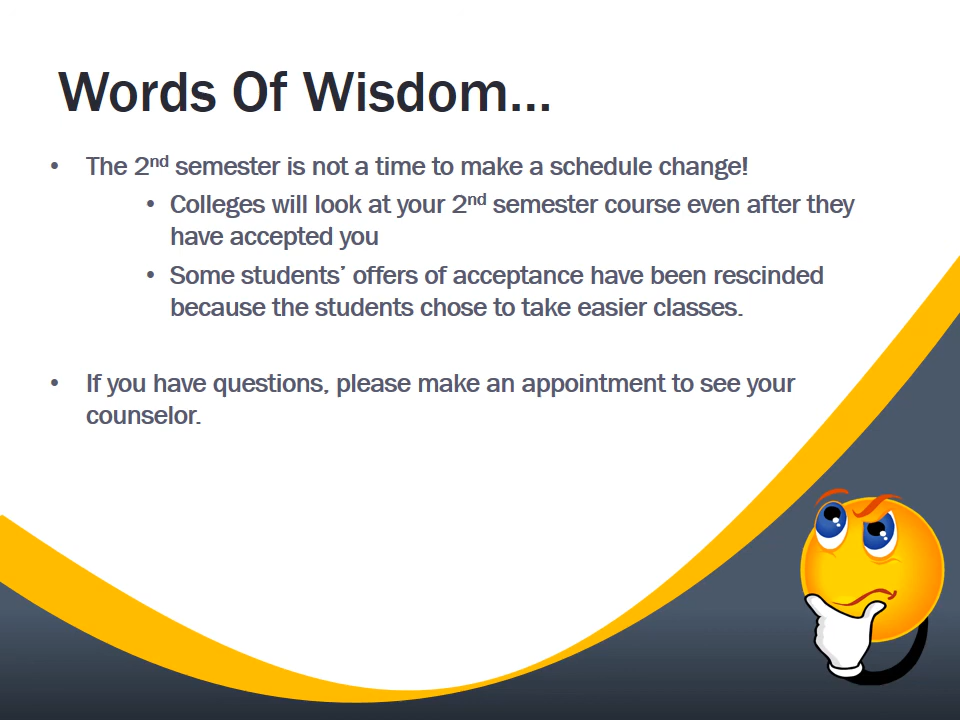 Words Of Wisdom...
• The 2nd semester is not a time to make a schedule change!
• Colleges will look at your 2nd semester course even after they
have accepted you
• Some students’ offers of acceptance have been rescinded
because the students chose to take easier classes.
• If you have questions, please make an appointment to see your
counselor.